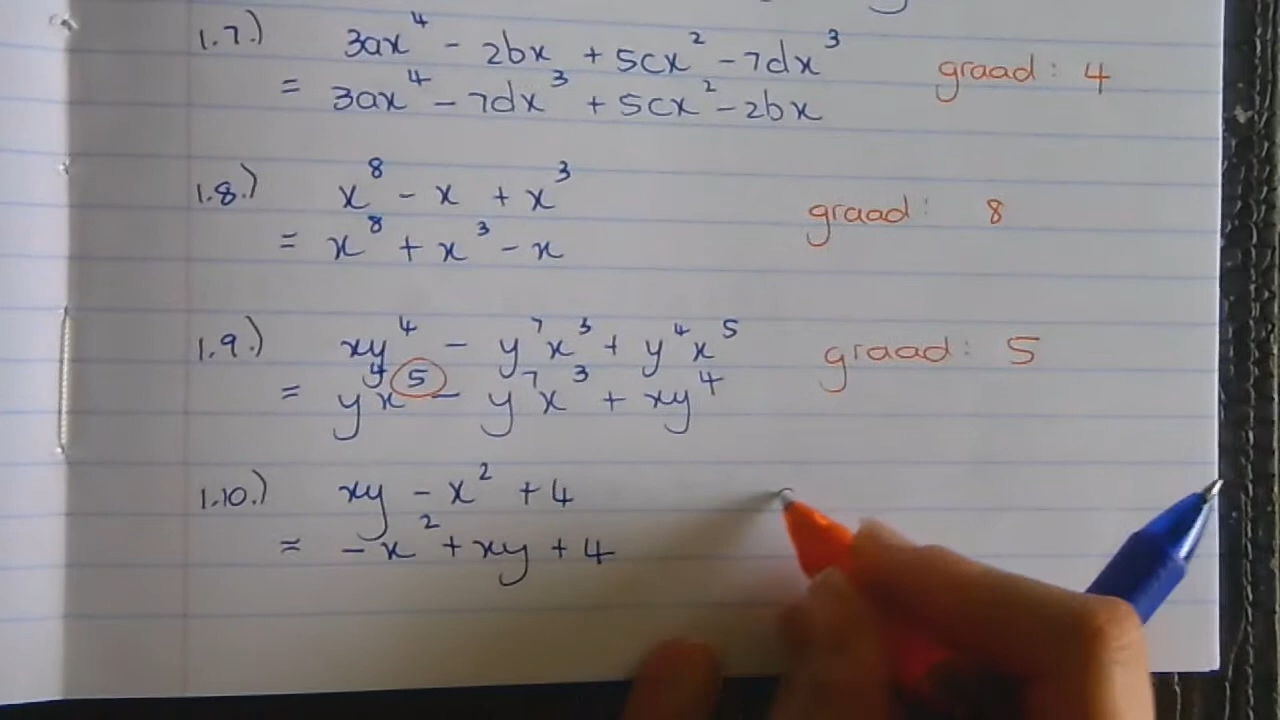 1.7.) 3ax⁴ - 2bx + 5cx² - 7dx³ graad: 4
= 3ax⁴ - 7dx³ + 5cx² - 2bx
1.8.) x⁸ - x + x³ graad: 8
= x⁸ + x³ - x
1.9.) xy⁴ - y⁷x³ + y⁴x⁵ graad: 5
= y⁴x⁵ - y⁷x³ + xy⁴
1.10.) xy - x² + 4
= -x² + xy + 4